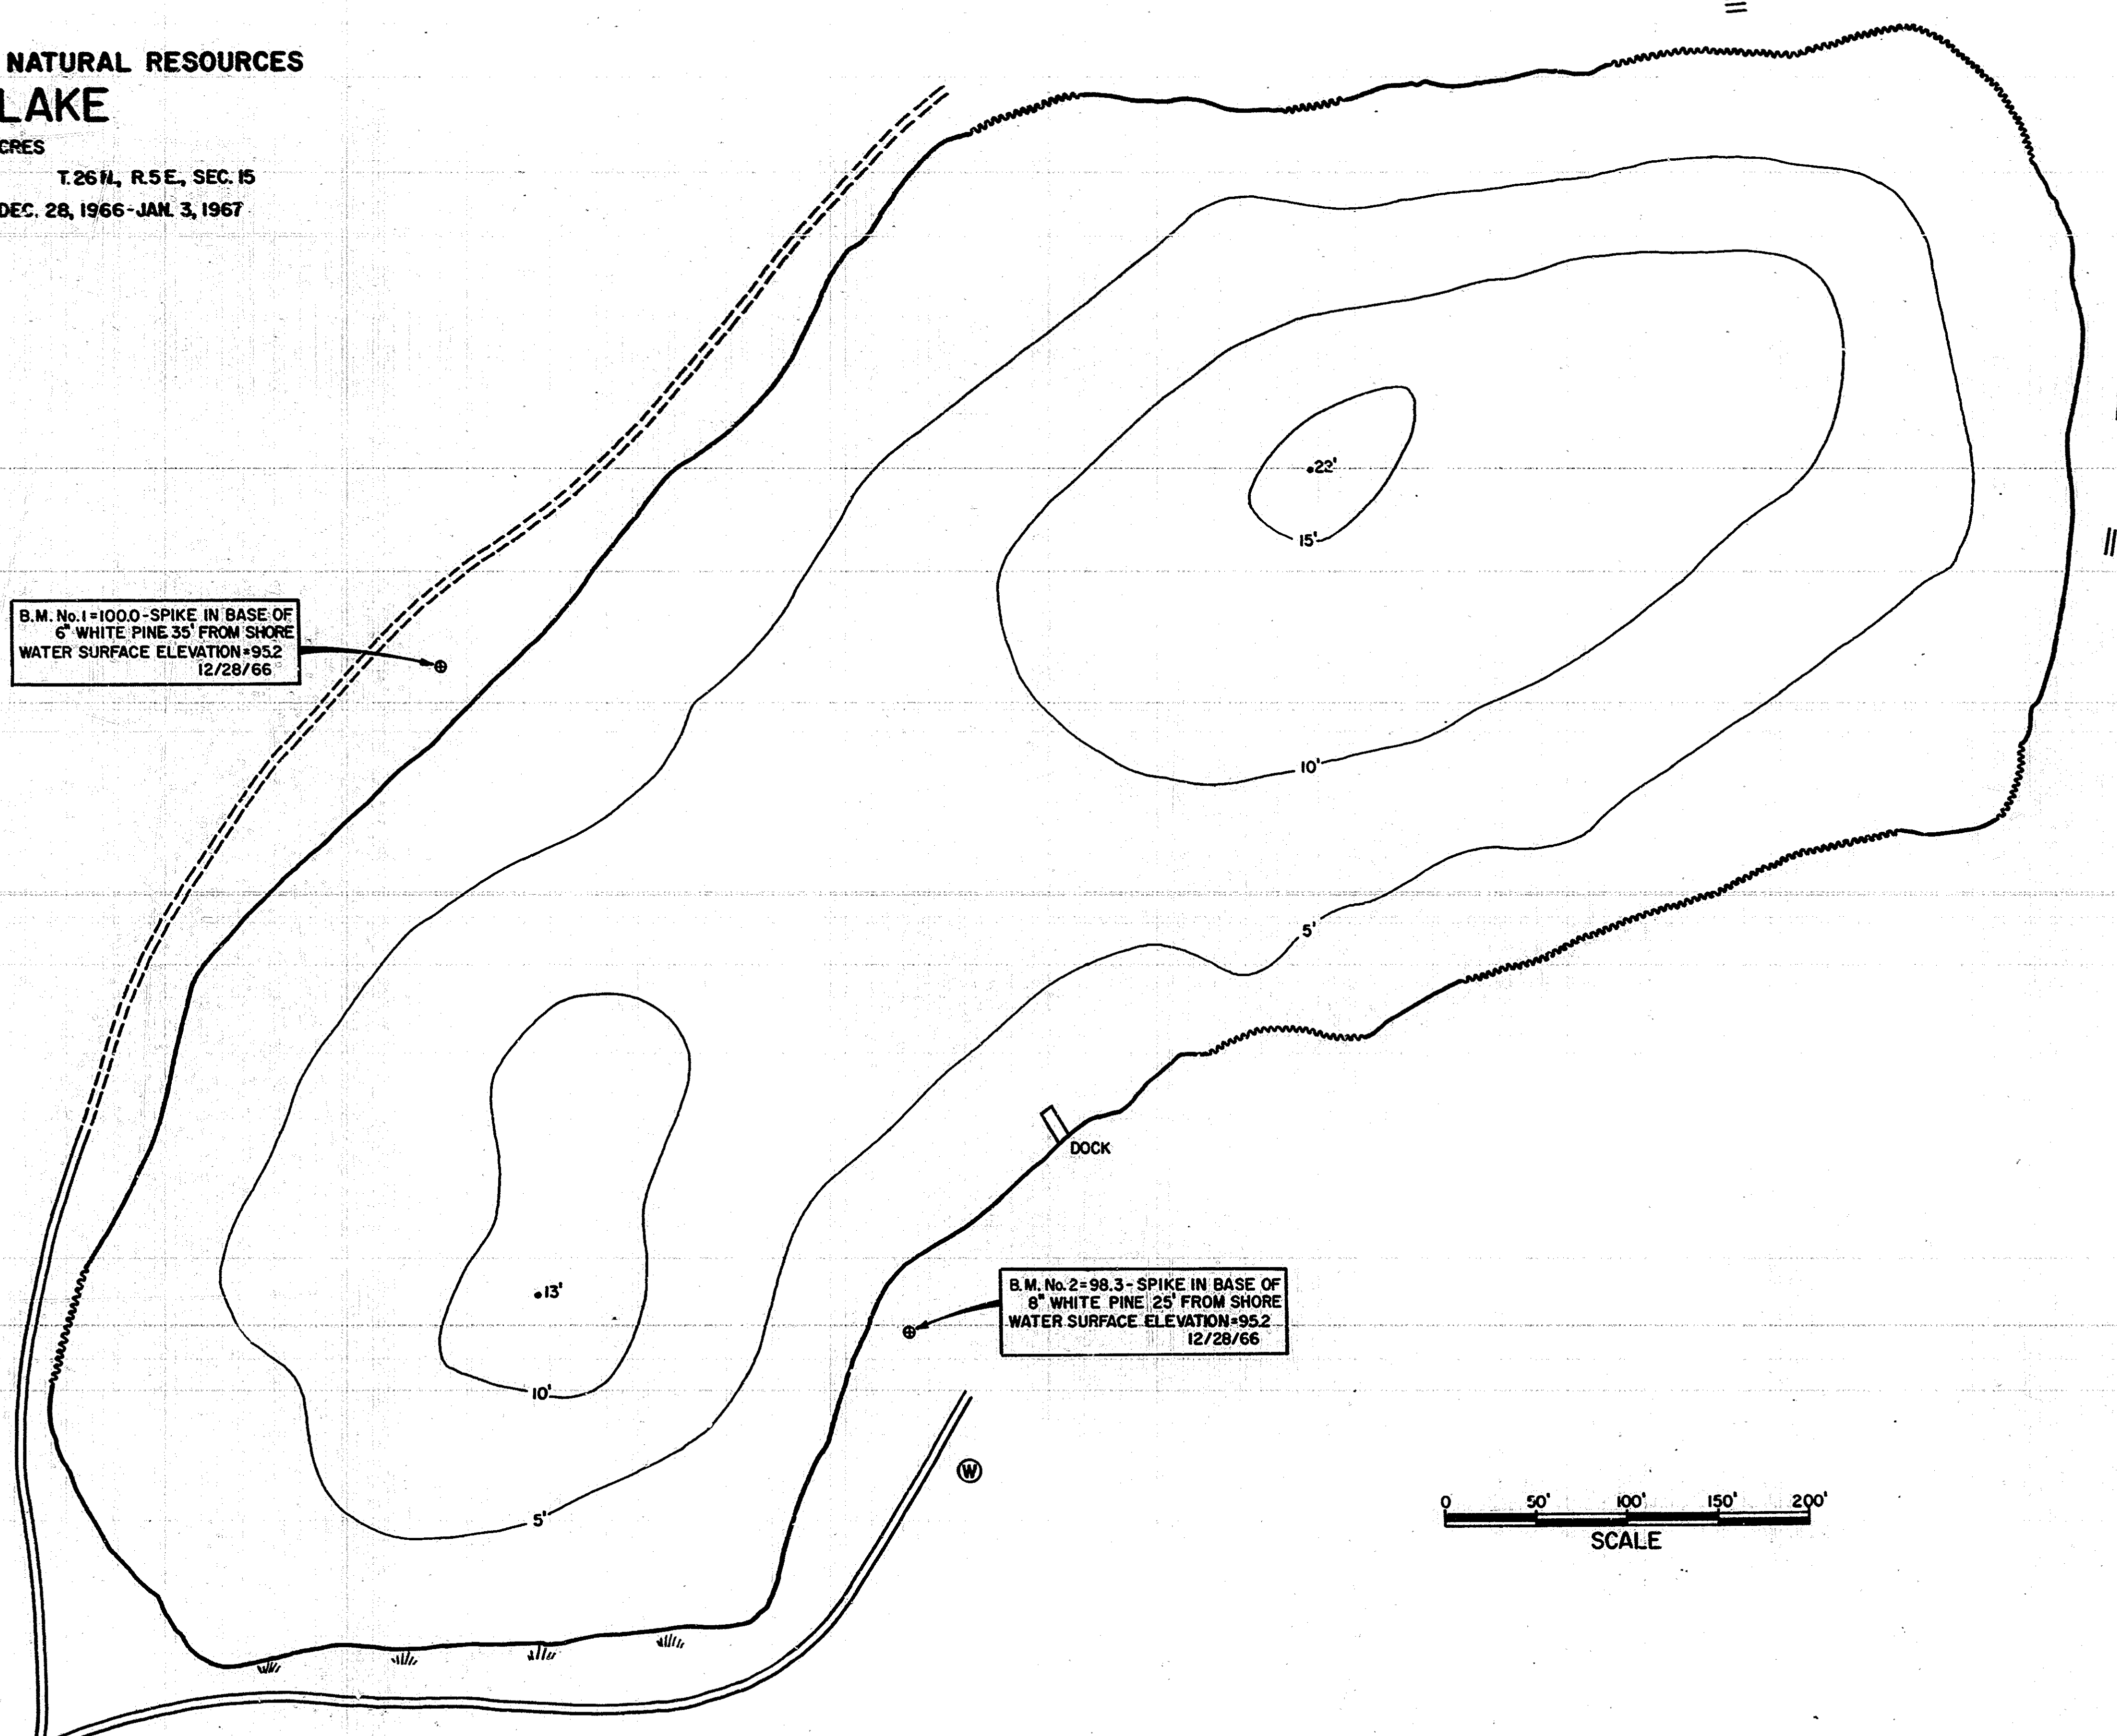 NATURAL RESOURCES
LAKE
CRES
T.26N., R.5E., SEC. 15
DEC. 28, 1966-JAN. 3, 1967
22'
15'
B.M. No.1=100.0-SPIKE IN BASE OF
6" WHITE PINE 35' FROM SHORE
WATER SURFACE ELEVATION=95.2
12/28/66
10'
5'
DOCK
13'
B.M. No.2=98.3-SPIKE IN BASE OF
8" WHITE PINE 25' FROM SHORE
WATER SURFACE ELEVATION=95.2
12/28/66
10'
W
0 50' 100' 150' 200'
5'
SCALE